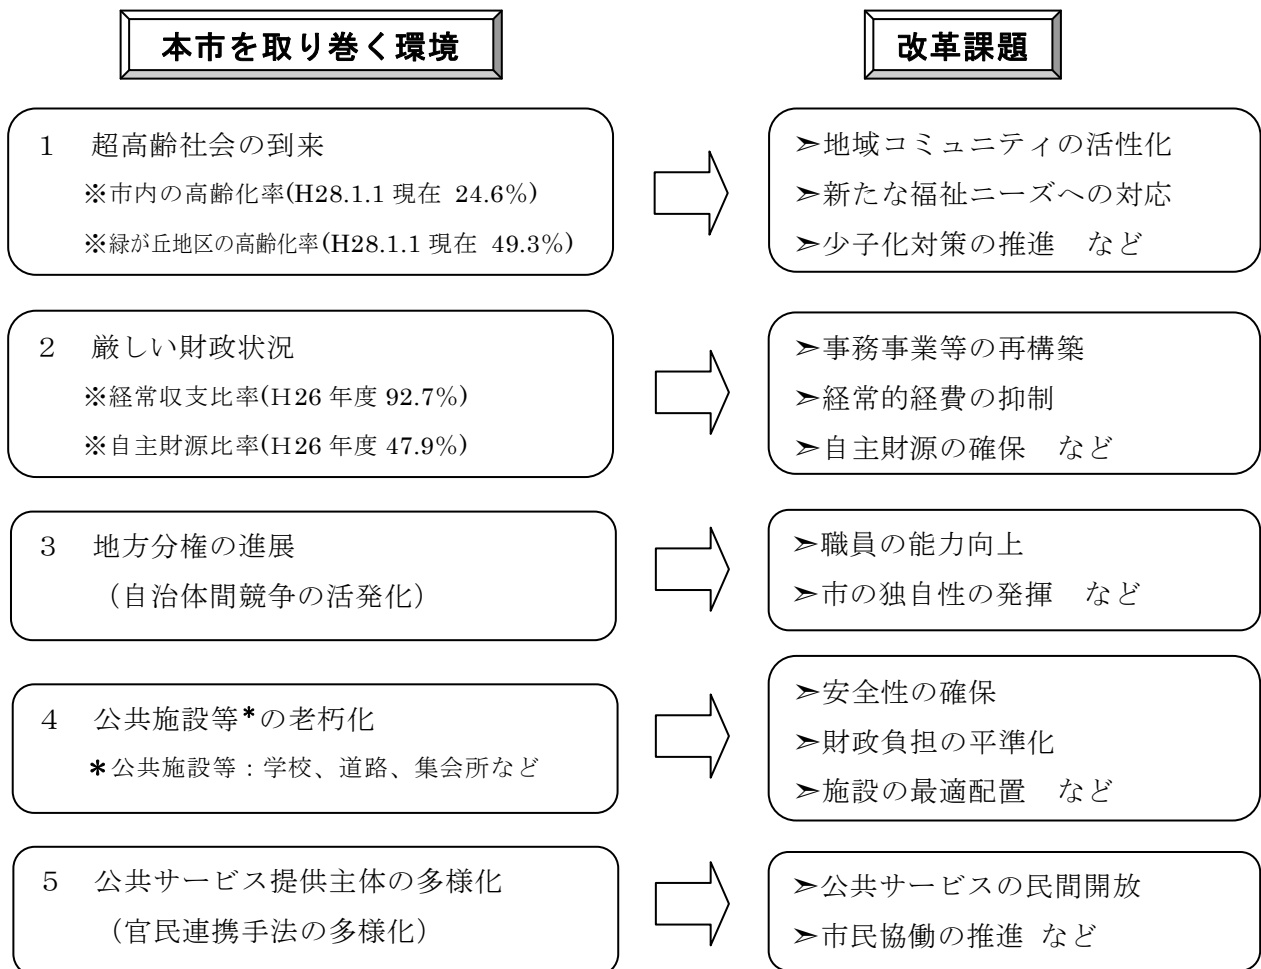 本市を取り巻く環境
改革課題
１　超高齢社会の到来
※市内の高齢化率(H28.1.1 現在 24.6%)
※緑が丘地区の高齢化率(H28.1.1 現在 49.3%)
➣地域コミュニティの活性化
➣新たな福祉ニーズへの対応
➣少子化対策の推進　など
２　厳しい財政状況
※経常収支比率(Ｈ26 年度 92.7%)
※自主財源比率(Ｈ26 年度 47.9%)
➣事務事業等の再構築
➣経常的経費の抑制
➣自主財源の確保　など
３　地方分権の進展
（自治体間競争の活発化）
➣職員の能力向上
➣市の独自性の発揮　など
４　公共施設等*の老朽化
*公共施設等：学校、道路、集会所など
➣安全性の確保
➣財政負担の平準化
➣施設の最適配置　など
５　公共サービス提供主体の多様化
（官民連携手法の多様化）
➣公共サービスの民間開放
➣市民協働の推進 など